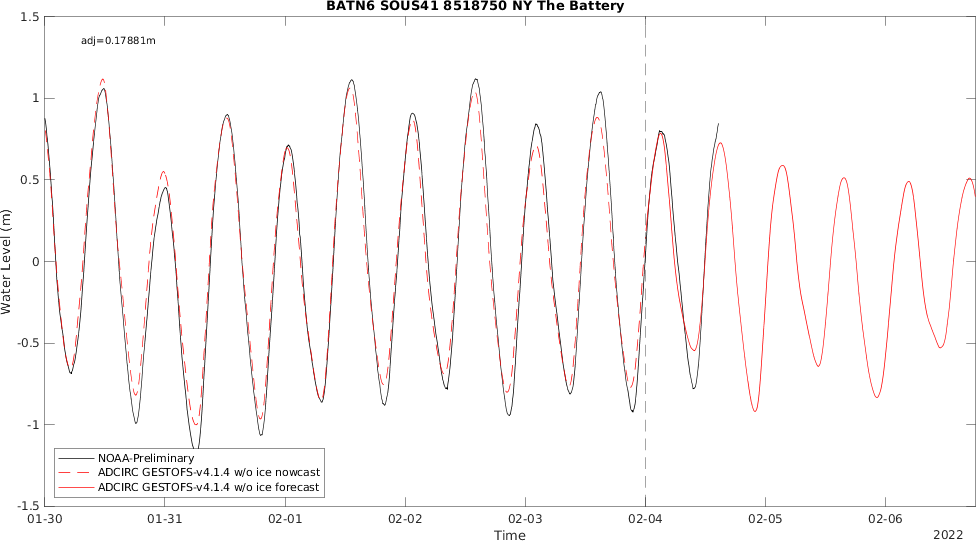 BATN6 SOUS41 8518750 NY The Battery
adj=0.17881m
1.5
1
0.5
0
-0.5
-1
-1.5
Water Level (m)
NOAA-Preliminary
ADCIRC GESTOFS-v4.1.4 w/o ice nowcast
ADCIRC GESTOFS-v4.1.4 w/o ice forecast
01-30 01-31 02-01 02-02 02-03 02-04 02-05 02-06
Time
2022